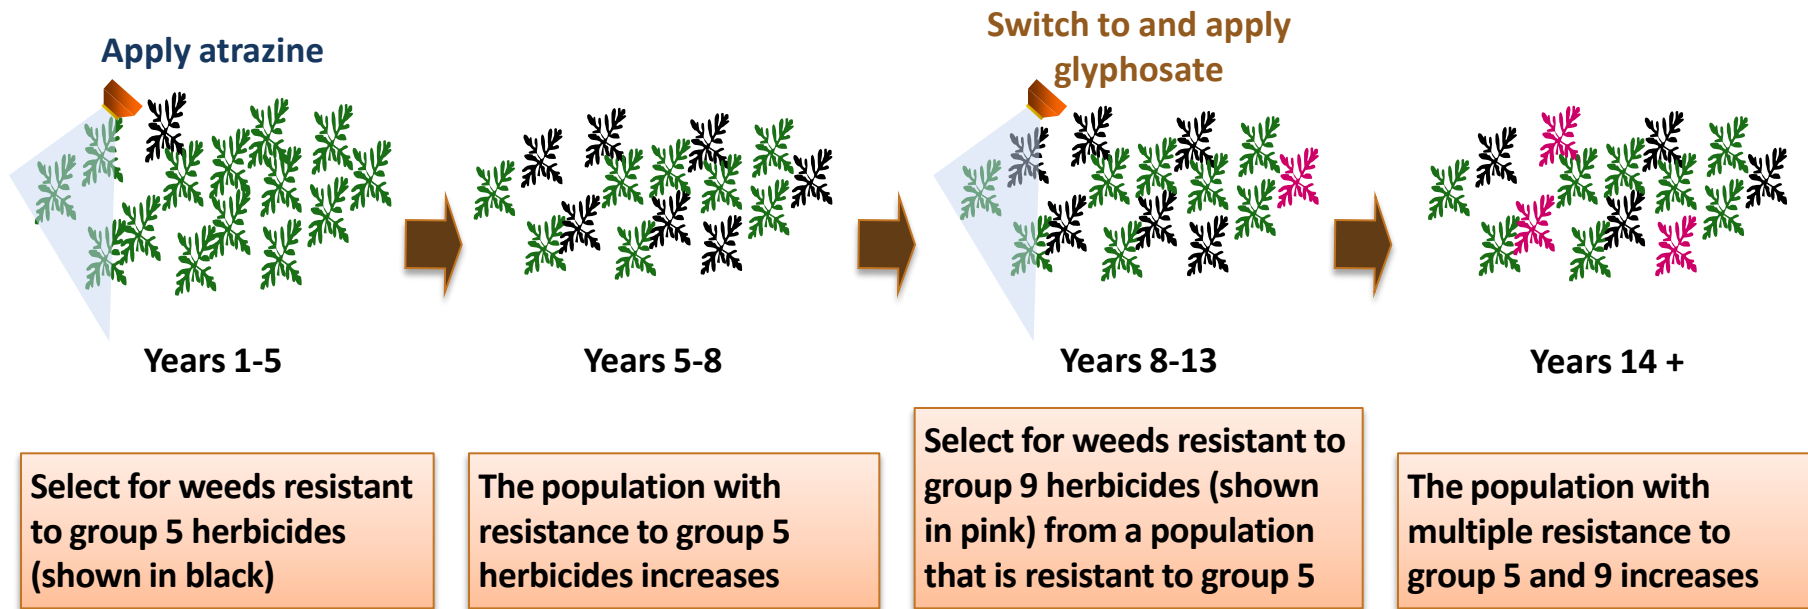 Apply atrazine
Switch to and apply
glyphosate
Years 1-5
Years 5-8
Years 8-13
Years 14 +
Select for weeds resistant
to group 5 herbicides
(shown in black)
The population with
resistance to group 5
herbicides increases
Select for weeds resistant to
group 9 herbicides (shown
in pink) from a population
that is resistant to group 5
The population with
multiple resistance to
group 5 and 9 increases